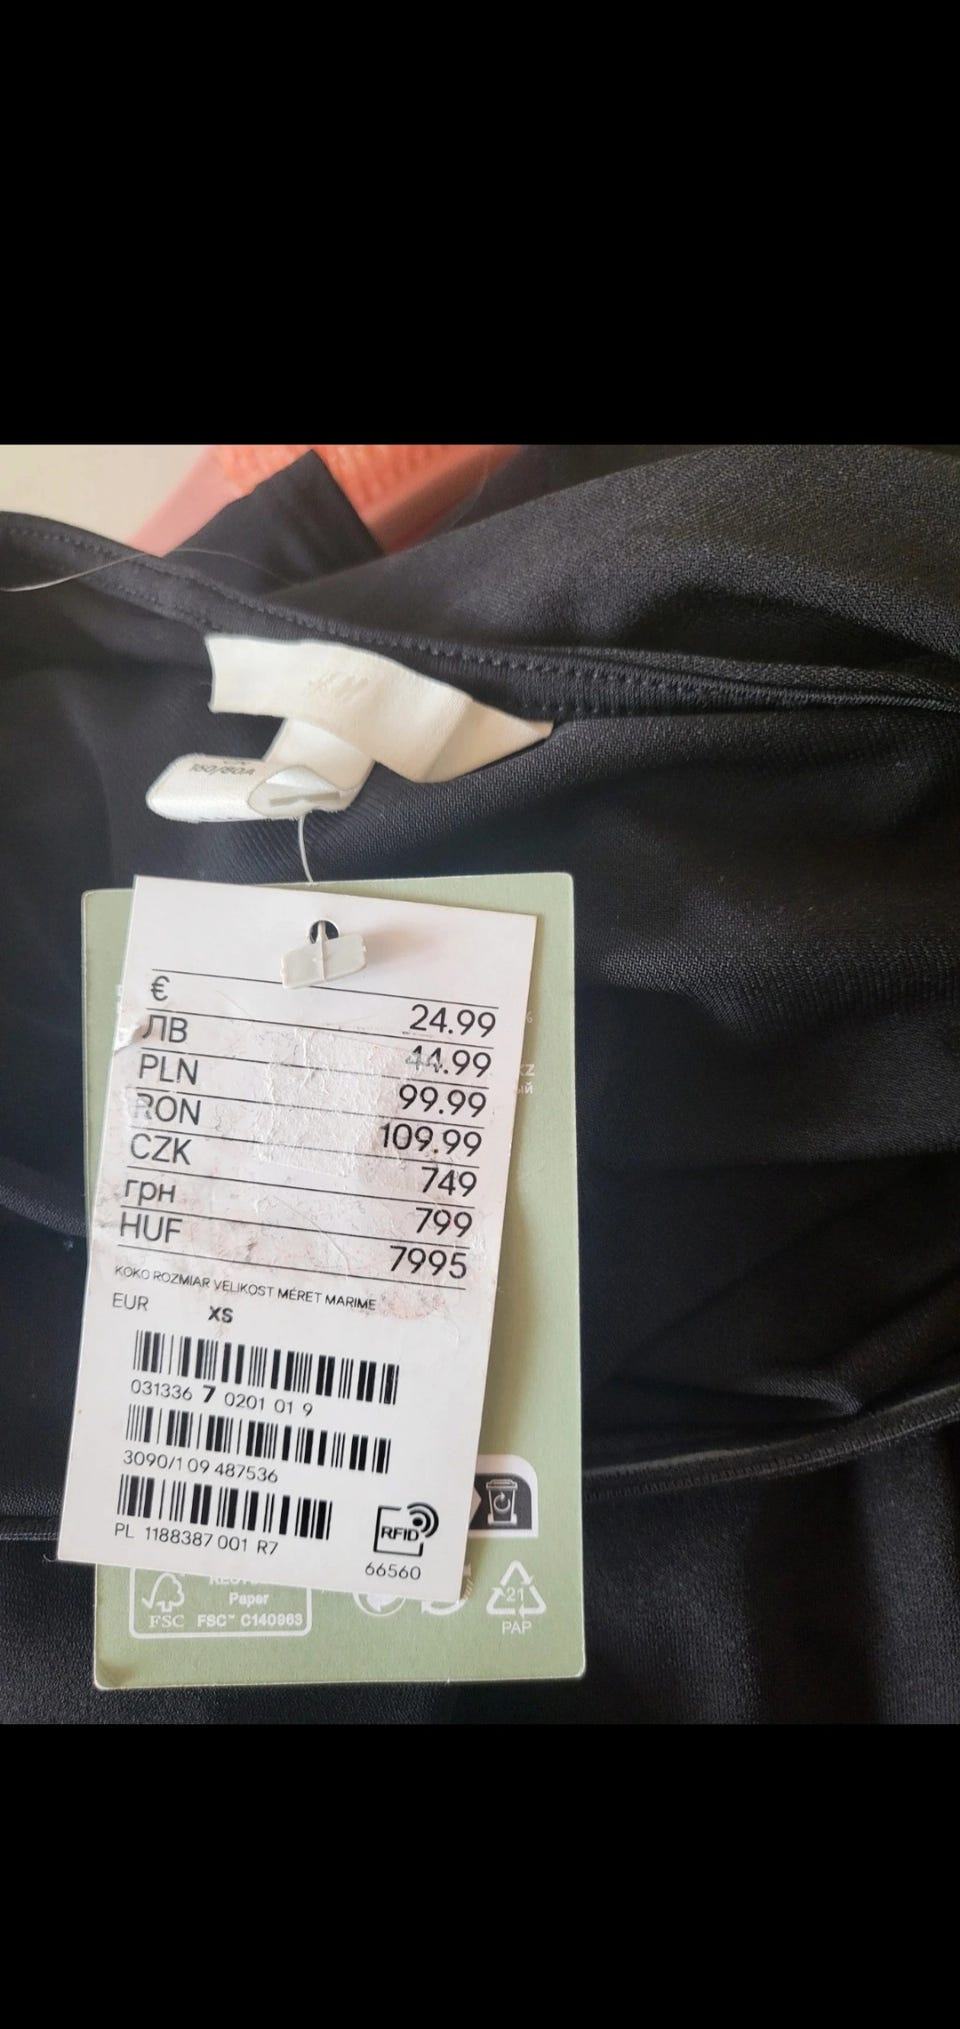 H&M
160/80A
€ 24.99
ЛВ 44.99
PLN 99.99
RON 109.99
CZK 749
грн 799
HUF 7995
KOKO ROZMIAR VELIKOST MÉRET MARIME
EUR XS
031336 7 0201 01 9
3090/1 09 487536
PL 1188387 001 R7
RFID
66560
Paper
FSC FSC™ C140963
21
PAP